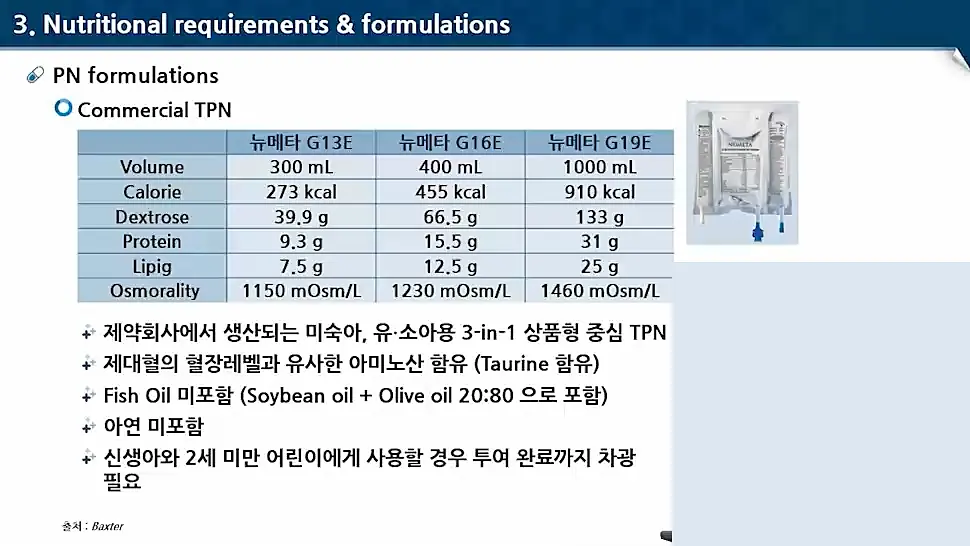 3. Nutritional requirements & formulations
PN formulations
Commercial TPN
뉴메타 G13E 뉴메타 G16E 뉴메타 G19E
Volume 300 mL 400 mL 1000 mL
Calorie 273 kcal 455 kcal 910 kcal
Dextrose 39.9 g 66.5 g 133 g
Protein 9.3 g 15.5 g 31 g
Lipig 7.5 g 12.5 g 25 g
Osmorality 1150 mOsm/L 1230 mOsm/L 1460 mOsm/L
제약회사에서 생산되는 미숙아, 유·소아용 3-in-1 상품형 중심 TPN
제대혈의 혈장레벨과 유사한 아미노산 함유 (Taurine 함유)
Fish Oil 미포함 (Soybean oil + Olive oil 20:80 으로 포함)
아연 미포함
신생아와 2세 미만 어린이에게 사용할 경우 투여 완료까지 차광
필요
출처 : Baxter